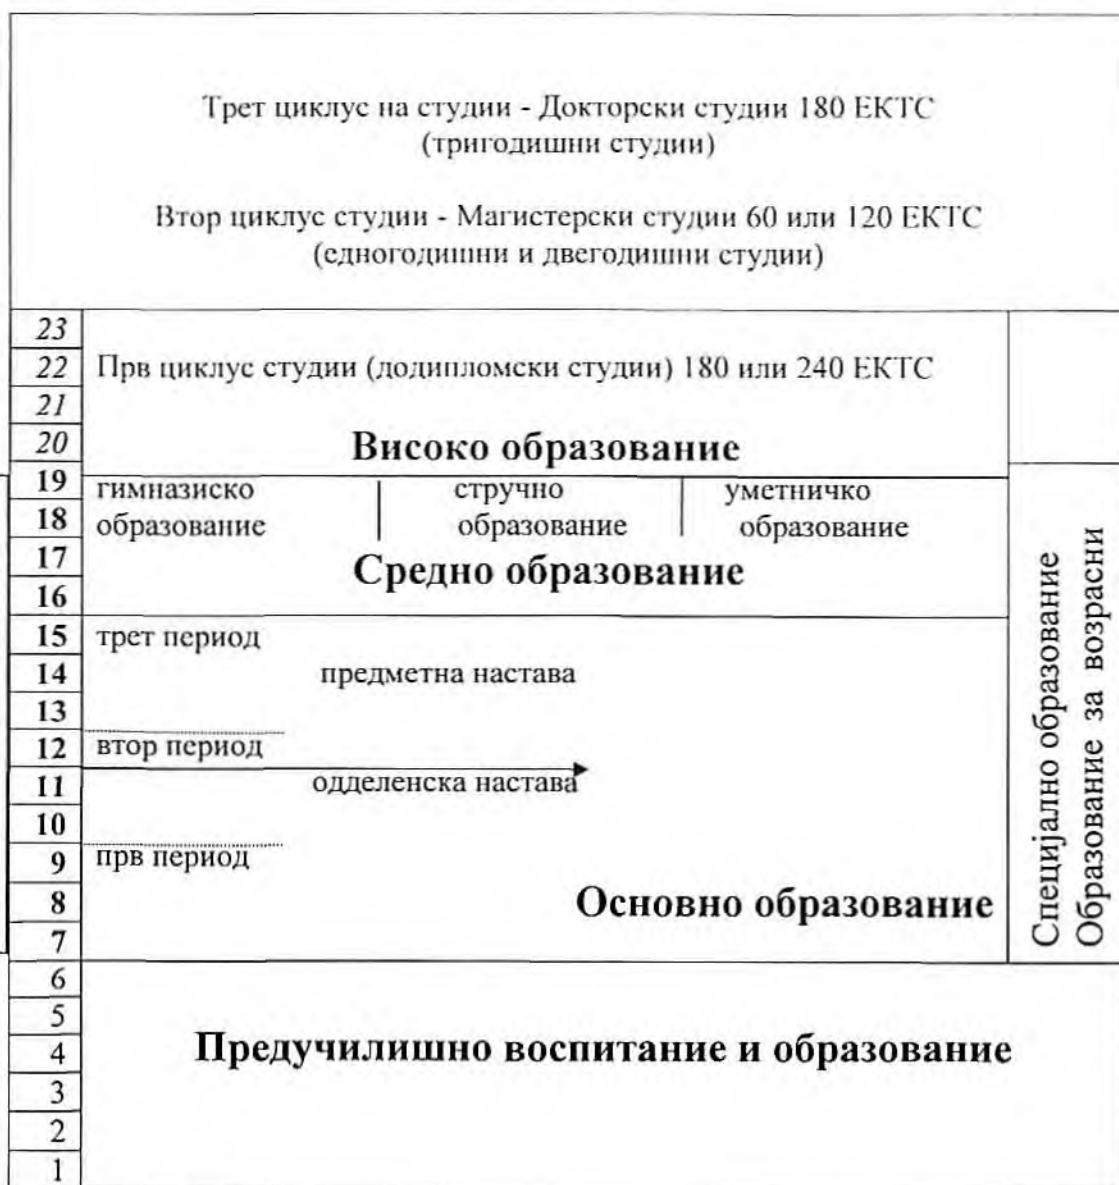 Трет циклус на студии - Докторски студии 180 ЕКТС
(тригодишни студии)
Втор циклус студии - Магистерски студии 60 или 120 ЕКТС
(едногодишни и двегодишни студии)
23
22 Прв циклус студии (додипломски студии) 180 или 240 ЕКТС
21
20 Високо образование
19 гимназиско стручно уметничко
18 образование образование образование
17 Средно образование
16
15 трет период
14 предметна настава
13
12 втор период
11 одделенска настава
10
9 прв период
8 Основно образование
7
6
5
4 Предучилишно воспитание и образование
3
2
1
Специјално образование
Образование за возрасни